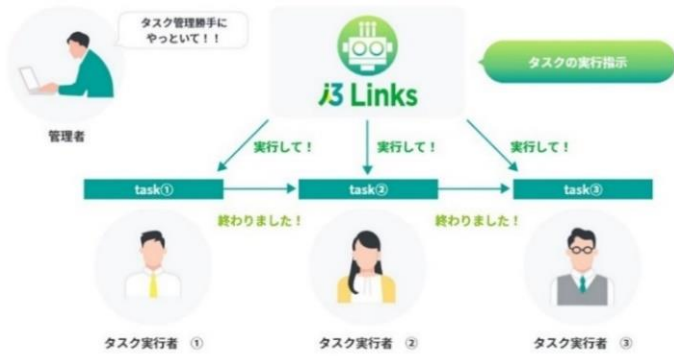 タスク管理勝手に
やっといて！！
管理者
J3 Links
タスクの実行指示
実行して！
実行して！
実行して！
task①
task②
task③
終わりました！
終わりました！
タスク実行者　①
タスク実行者　②
タスク実行者　③